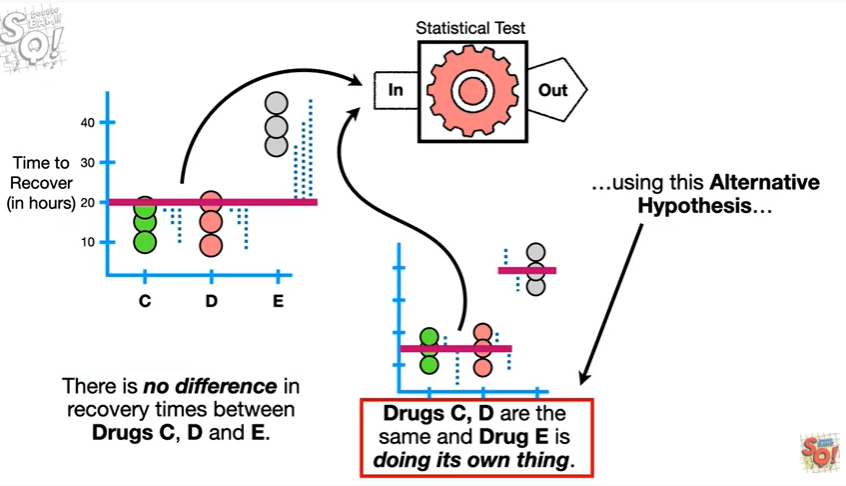 SQ!
Statistical Test
In
Out
40
30
20
10
Time to
Recover
(in hours)
C
D
E
...using this Alternative
Hypothesis...
There is no difference in
recovery times between
Drugs C, D and E.
Drugs C, D are the
same and Drug E is
doing its own thing.
SQ!